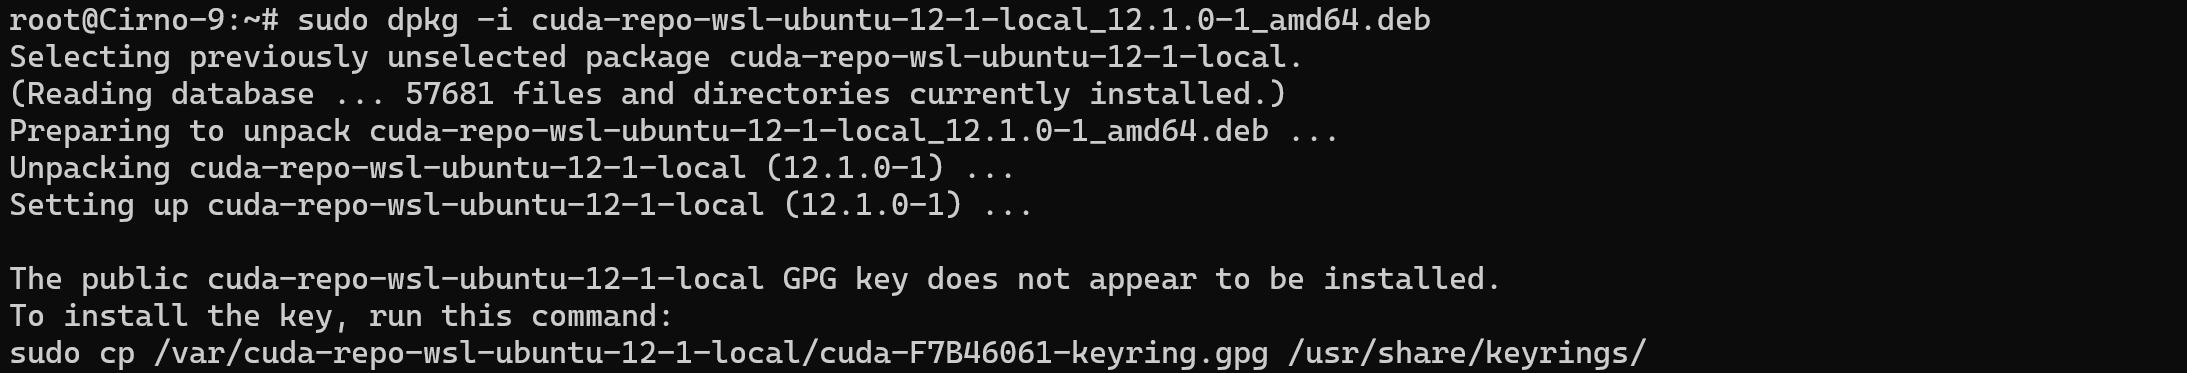 root@Cirno-9:~# sudo dpkg -i cuda-repo-wsl-ubuntu-12-1-local_12.1.0-1_amd64.deb
Selecting previously unselected package cuda-repo-wsl-ubuntu-12-1-local.
(Reading database ... 57681 files and directories currently installed.)
Preparing to unpack cuda-repo-wsl-ubuntu-12-1-local_12.1.0-1_amd64.deb ...
Unpacking cuda-repo-wsl-ubuntu-12-1-local (12.1.0-1) ...
Setting up cuda-repo-wsl-ubuntu-12-1-local (12.1.0-1) ...

The public cuda-repo-wsl-ubuntu-12-1-local GPG key does not appear to be installed.
To install the key, run this command:
sudo cp /var/cuda-repo-wsl-ubuntu-12-1-local/cuda-F7B46061-keyring.gpg /usr/share/keyrings/